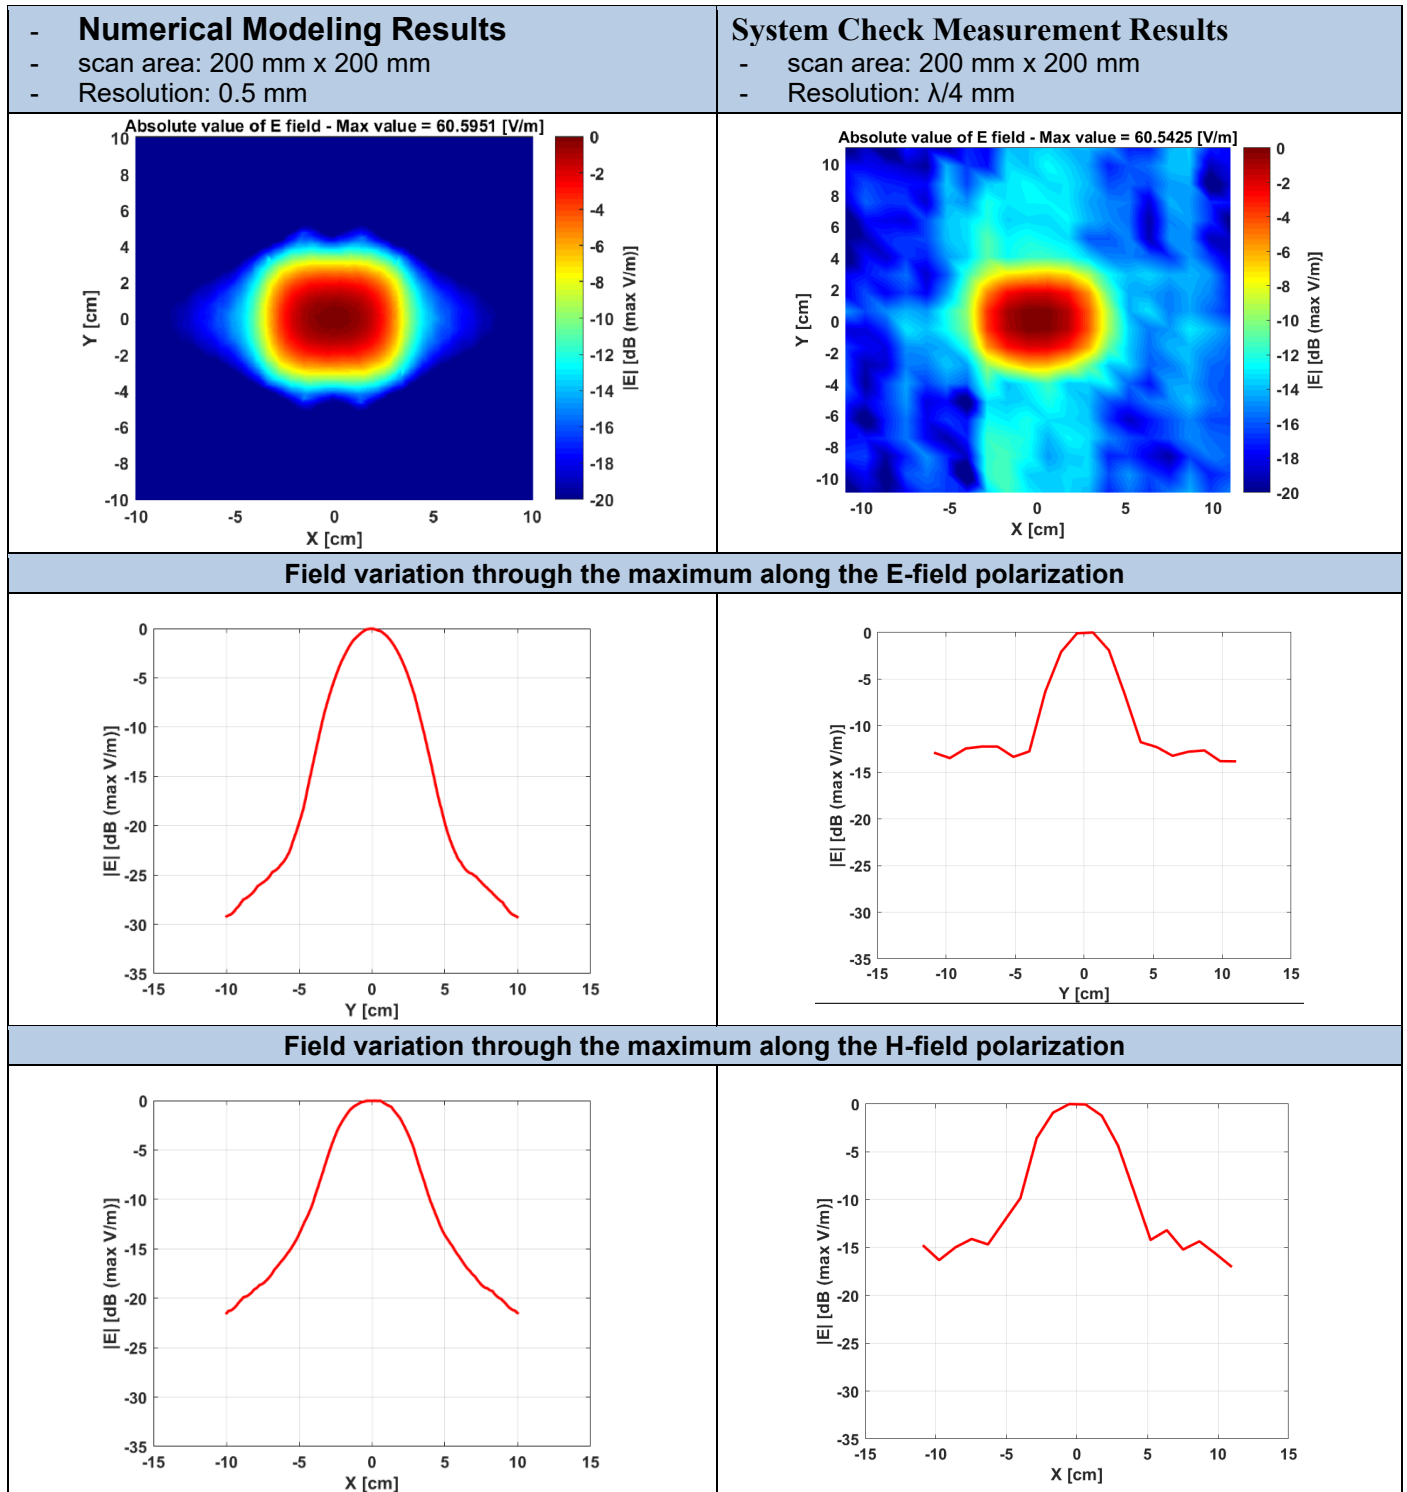 - Numerical Modeling Results
- scan area: 200 mm x 200 mm
- Resolution: 0.5 mm
System Check Measurement Results
- scan area: 200 mm x 200 mm
- Resolution: λ/4 mm
Absolute value of E field - Max value = 60.5951 [V/m]
10
8
6
4
2
0
-2
-4
-6
-8
-10
Y [cm]
-10 -5 0 5 10
X [cm]
0
-2
-4
-6
-8
-10
-12
-14
-16
-18
-20
|E| [dB (max V/m)]
Absolute value of E field - Max value = 60.5425 [V/m]
10
8
6
4
2
0
-2
-4
-6
-8
-10
Y [cm]
-10 -5 0 5 10
X [cm]
0
-2
-4
-6
-8
-10
-12
-14
-16
-18
-20
|E| [dB (max V/m)]
Field variation through the maximum along the E-field polarization
0
-5
-10
-15
-20
-25
-30
-35
|E| [dB (max V/m)]
-15 -10 -5 0 5 10 15
Y [cm]
0
-5
-10
-15
-20
-25
-30
-35
|E| [dB (max V/m)]
-15 -10 -5 0 5 10 15
Y [cm]
Field variation through the maximum along the H-field polarization
0
-5
-10
-15
-20
-25
-30
-35
|E| [dB (max V/m)]
-15 -10 -5 0 5 10 15
X [cm]
0
-5
-10
-15
-20
-25
-30
-35
|E| [dB (max V/m)]
-15 -10 -5 0 5 10 15
X [cm]